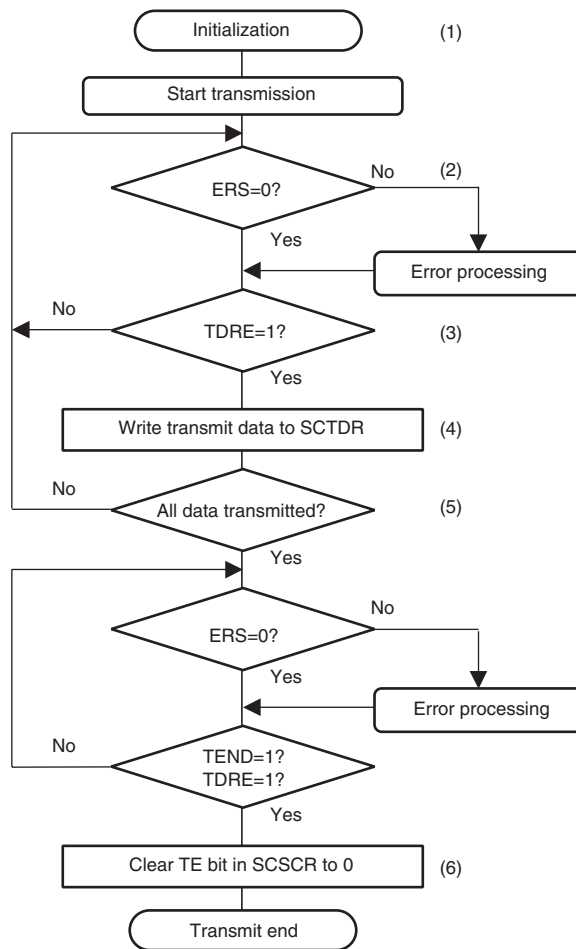 Initialization
(1)
Start transmission
ERS=0?
No
(2)
Yes
Error processing
No
TDRE=1?
(3)
Yes
Write transmit data to SCTDR
(4)
No
All data transmitted?
(5)
Yes
ERS=0?
No
Yes
Error processing
No
TEND=1?
TDRE=1?
Yes
Clear TE bit in SCSCR to 0
(6)
Transmit end